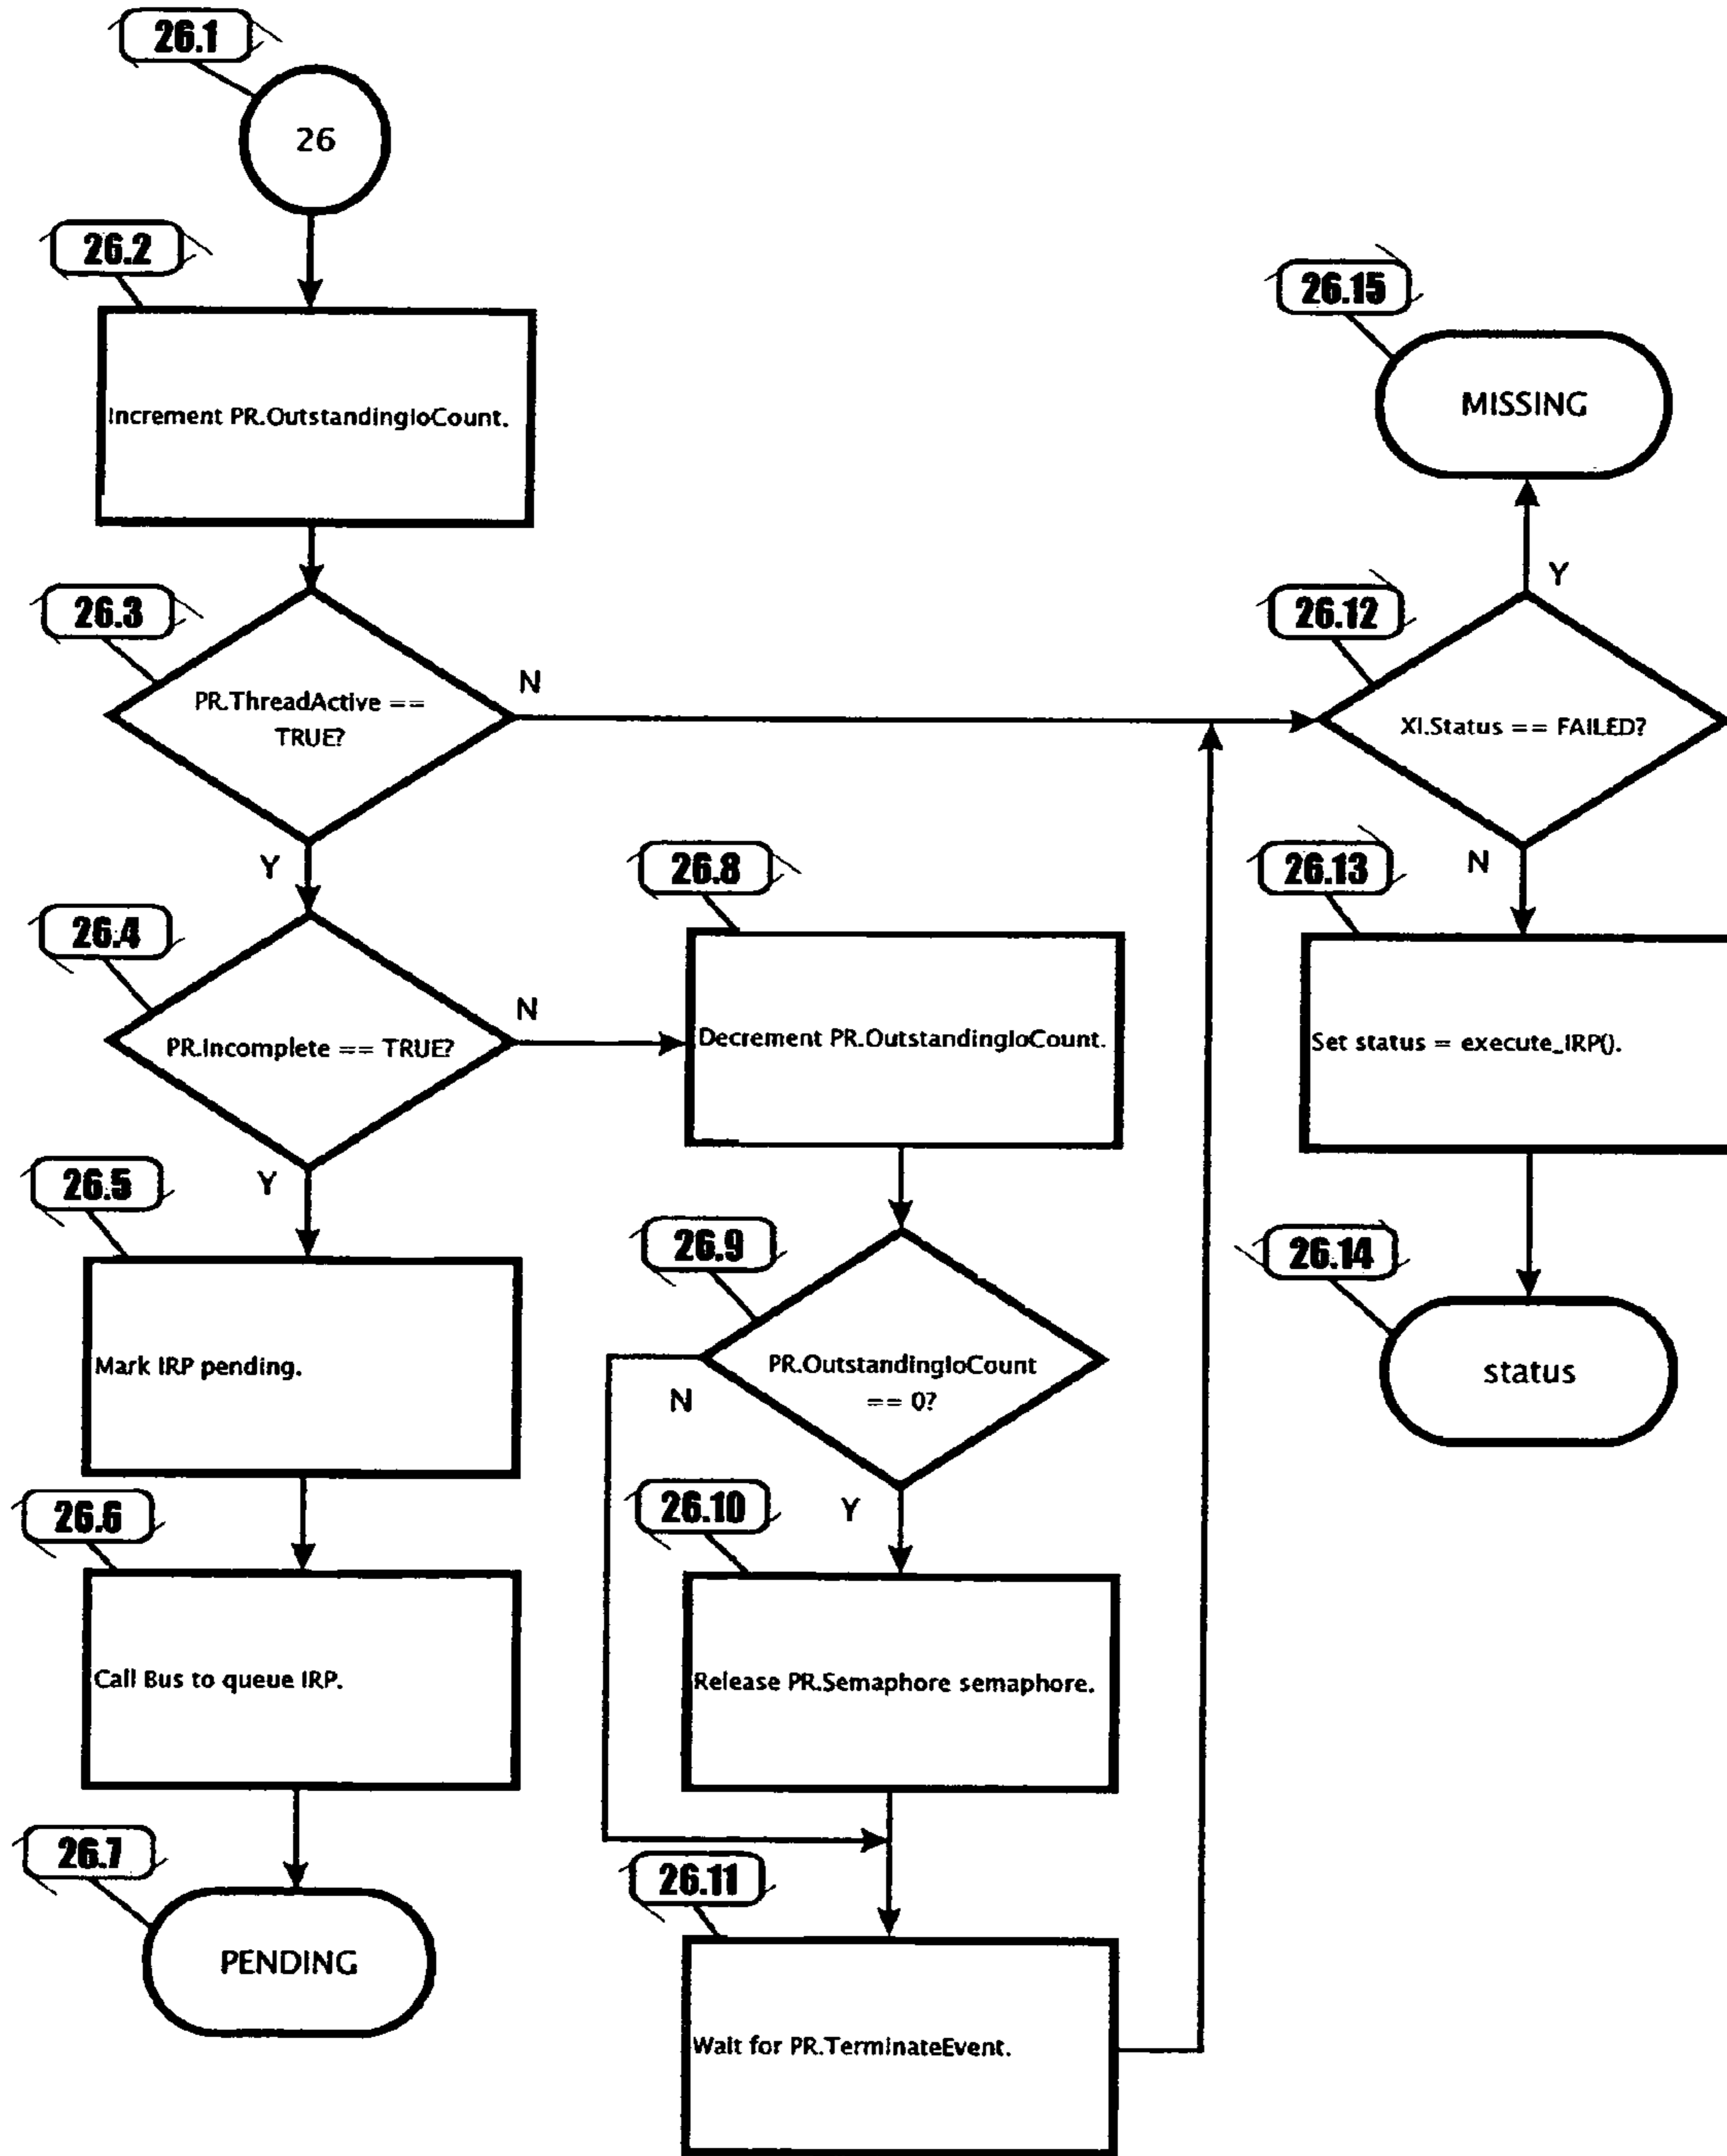 26.1
26
26.2
Increment PR.OutstandingIoCount.
26.3
PR.ThreadActive ==
TRUE?
N
Y
26.4
PR.Incomplete == TRUE?
N
Y
26.5
Mark IRP pending.
26.6
Call Bus to queue IRP.
26.7
PENDING
26.8
Decrement PR.OutstandingIoCount.
26.9
PR.OutstandingIoCount
== 0?
N
Y
26.10
Release PR.Semaphore semaphore.
26.11
Wait for PR.TerminateEvent.
26.15
MISSING
Y
26.12
XI.Status == FAILED?
N
26.13
Set status = execute_IRP().
26.14
status